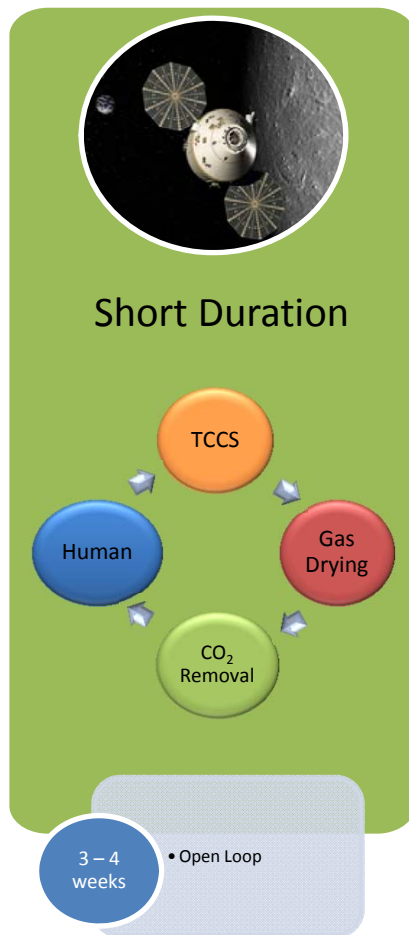 Short Duration
TCCS
Human
Gas
Drying
CO₂
Removal
3 – 4
weeks
• Open Loop